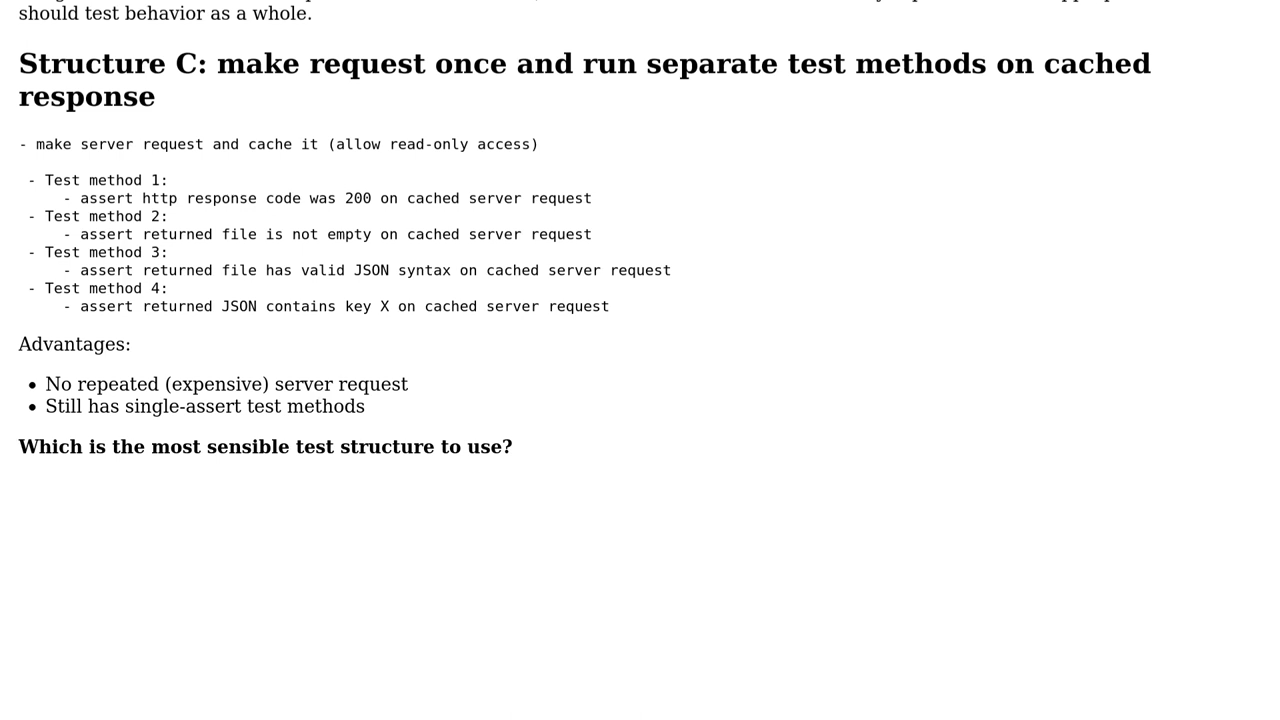 should test behavior as a whole.
Structure C: make request once and run separate test methods on cached
response
- make server request and cache it (allow read-only access)
- Test method 1:
- assert http response code was 200 on cached server request
- Test method 2:
- assert returned file is not empty on cached server request
- Test method 3:
- assert returned file has valid JSON syntax on cached server request
- Test method 4:
- assert returned JSON contains key X on cached server request
Advantages:
• No repeated (expensive) server request
• Still has single-assert test methods
Which is the most sensible test structure to use?